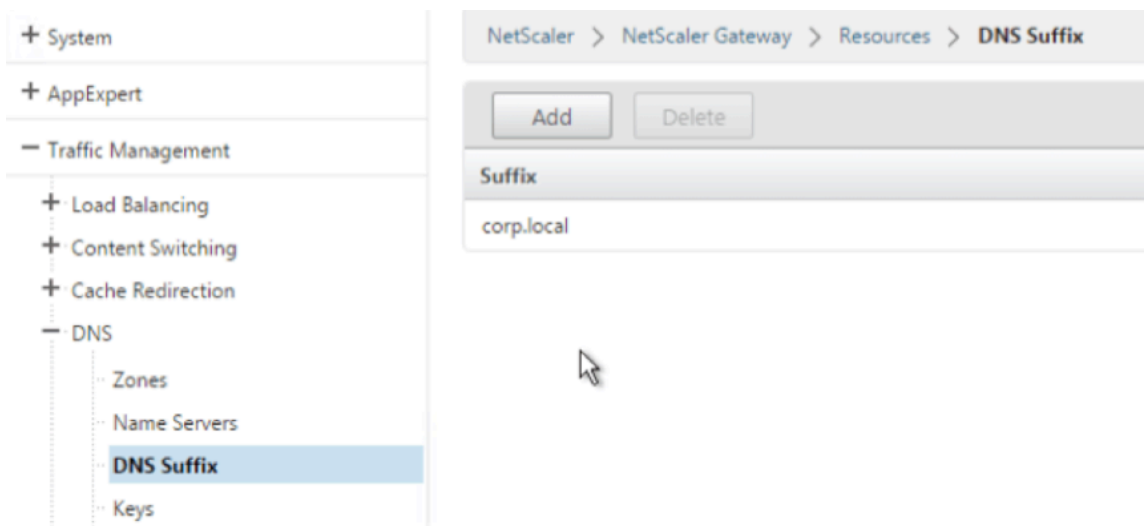 + System
+ AppExpert
− Traffic Management
+ Load Balancing
+ Content Switching
+ Cache Redirection
− DNS
Zones
Name Servers
DNS Suffix
Keys
NetScaler > NetScaler Gateway > Resources > DNS Suffix
Add Delete
Suffix
corp.local